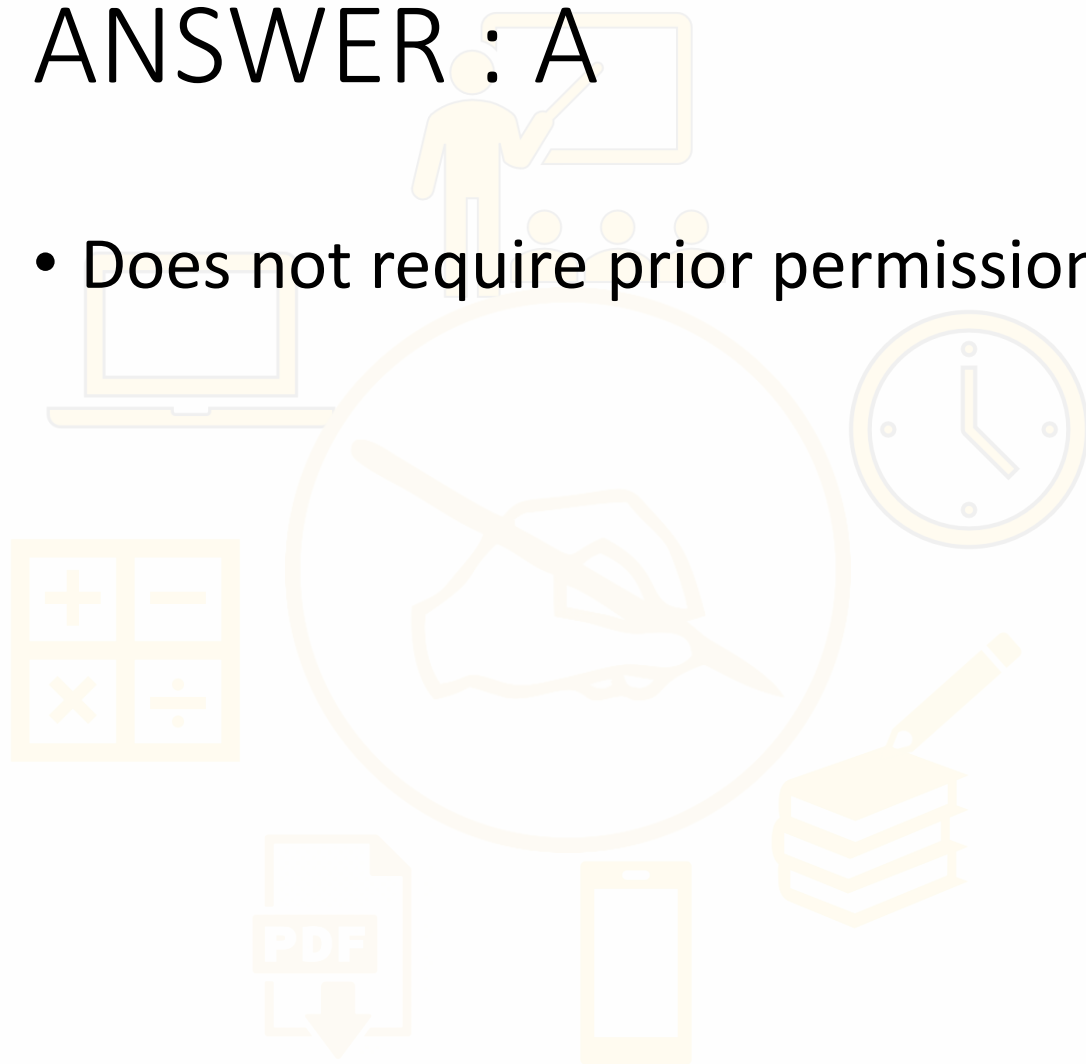 ANSWER : A
• Does not require prior permission
PDF